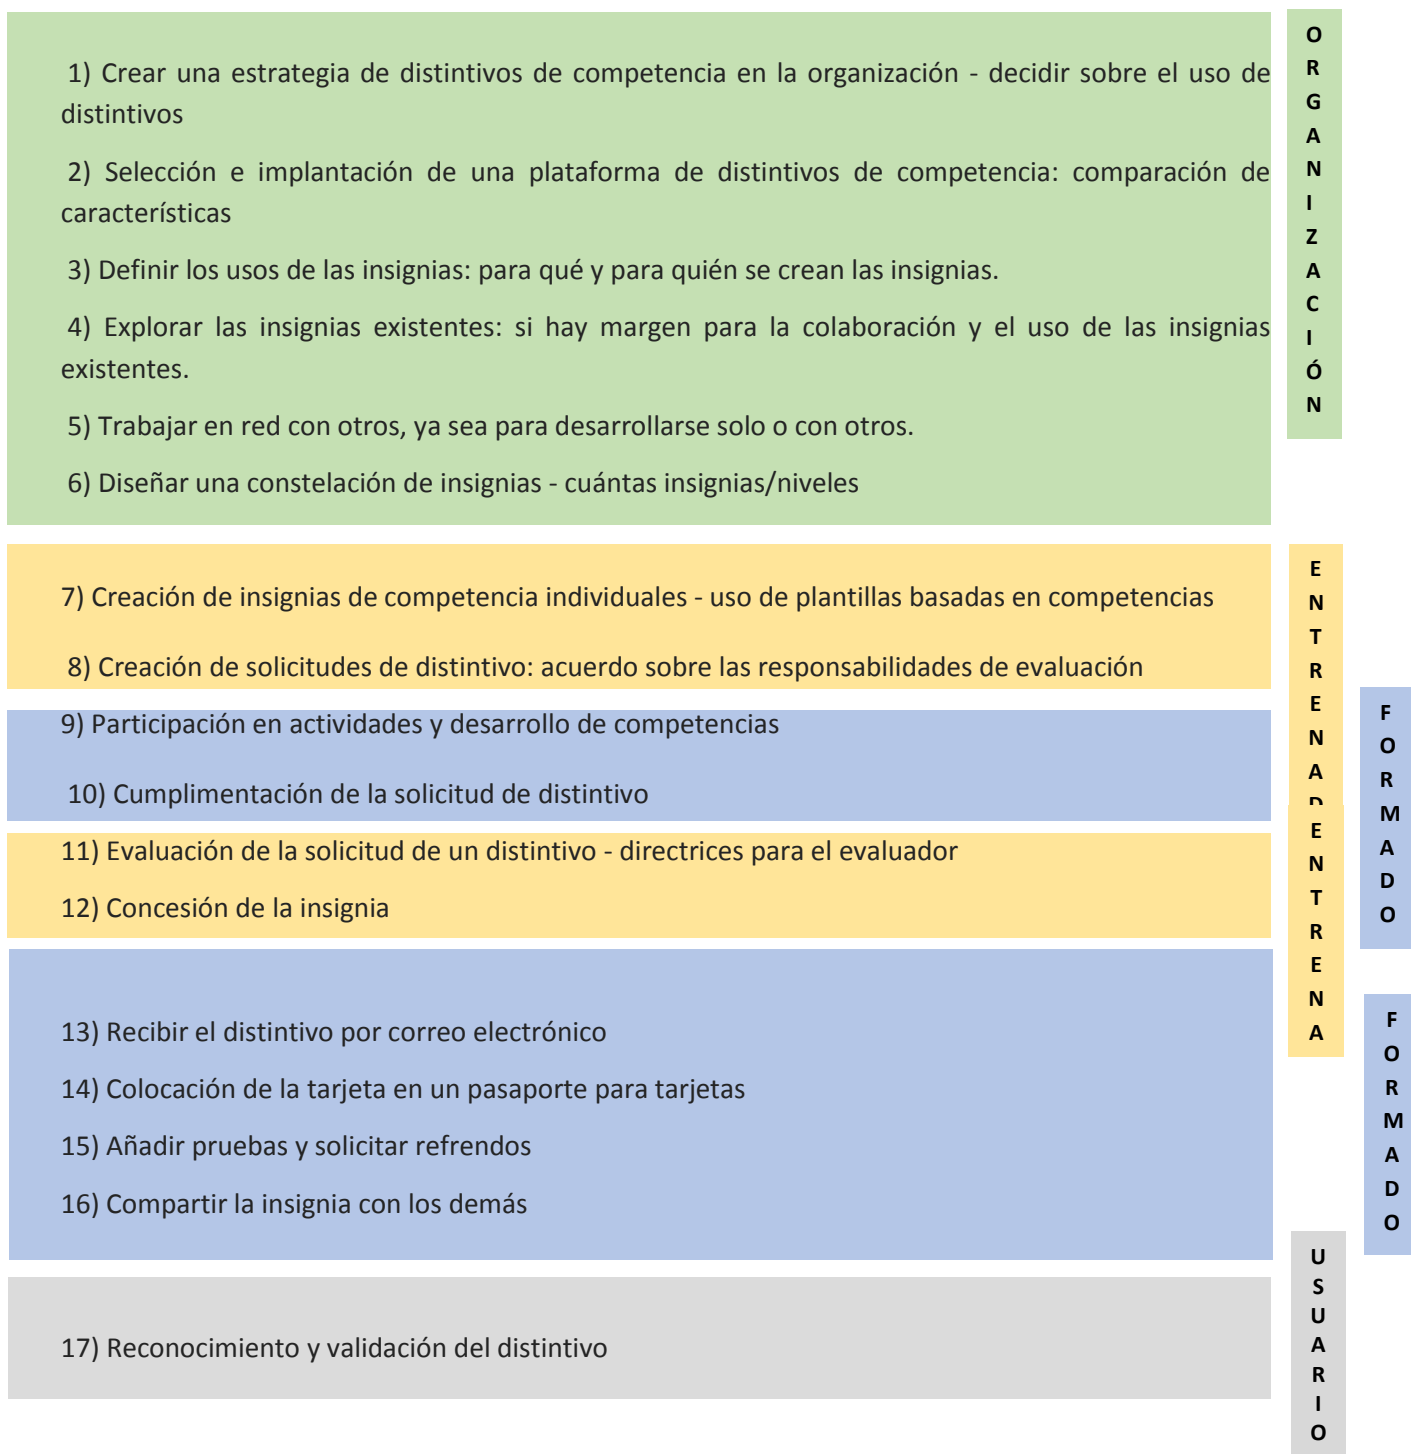 1) Crear una estrategia de distintivos de competencia en la organización - decidir sobre el uso de
distintivos
2) Selección e implantación de una plataforma de distintivos de competencia: comparación de
características
3) Definir los usos de las insignias: para qué y para quién se crean las insignias.
4) Explorar las insignias existentes: si hay margen para la colaboración y el uso de las insignias
existentes.
5) Trabajar en red con otros, ya sea para desarrollarse solo o con otros.
6) Diseñar una constelación de insignias - cuántas insignias/niveles
ORGANIZACIÓN
7) Creación de insignias de competencia individuales - uso de plantillas basadas en competencias
8) Creación de solicitudes de distintivo: acuerdo sobre las responsabilidades de evaluación
ENTRENAD
9) Participación en actividades y desarrollo de competencias
10) Cumplimentación de la solicitud de distintivo
FORMADO
11) Evaluación de la solicitud de un distintivo - directrices para el evaluador
12) Concesión de la insignia
ENTRENA
13) Recibir el distintivo por correo electrónico
14) Colocación de la tarjeta en un pasaporte para tarjetas
15) Añadir pruebas y solicitar refrendos
16) Compartir la insignia con los demás
FORMADO
17) Reconocimiento y validación del distintivo
USUARIO